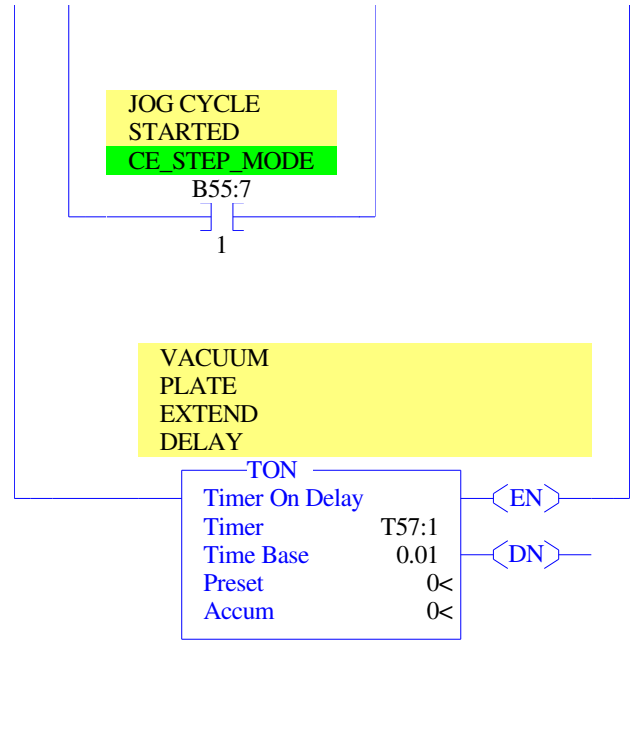 JOG CYCLE
STARTED
CE_STEP_MODE
B55:7
1
VACUUM
PLATE
EXTEND
DELAY
TON
Timer On Delay
EN
Timer T57:1
Time Base 0.01
DN
Preset 0<
Accum 0<